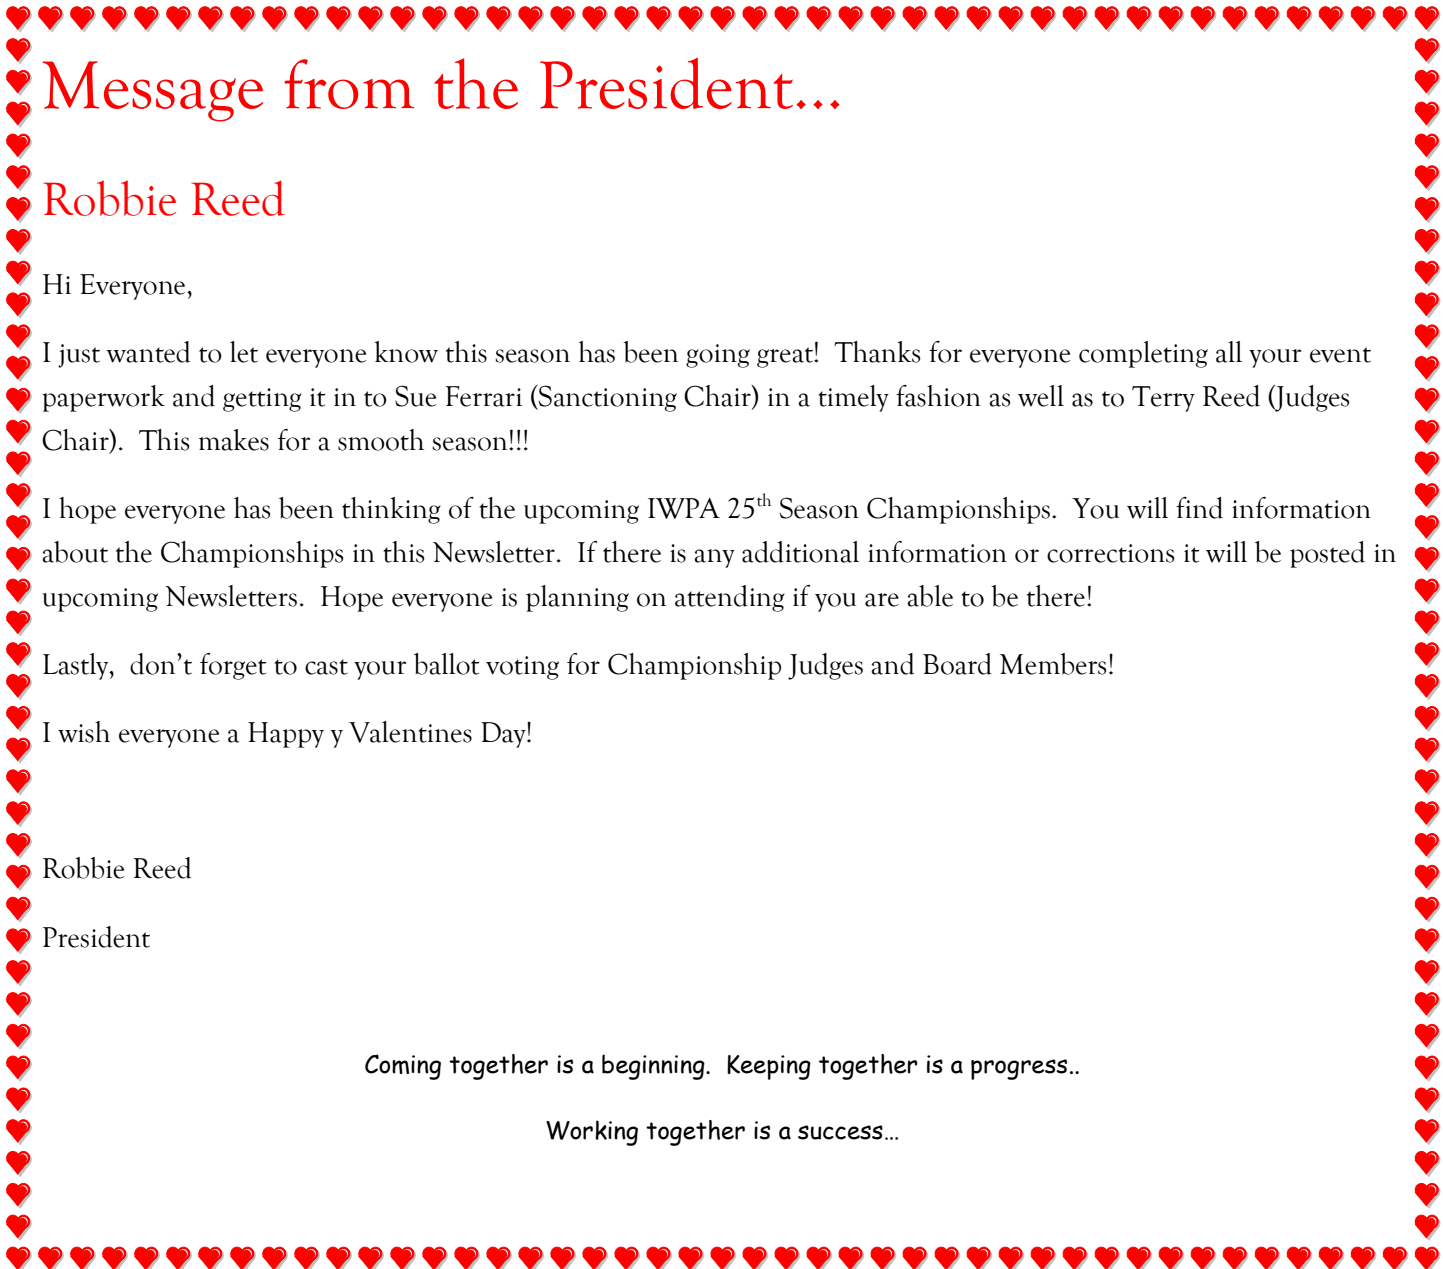 Message from the President...
Robbie Reed
Hi Everyone,
I just wanted to let everyone know this season has been going great!  Thanks for everyone completing all your event
paperwork and getting it in to Sue Ferrari (Sanctioning Chair) in a timely fashion as well as to Terry Reed (Judges
Chair).  This makes for a smooth season!!!
I hope everyone has been thinking of the upcoming IWPA 25th Season Championships.  You will find information
about the Championships in this Newsletter.  If there is any additional information or corrections it will be posted in
upcoming Newsletters.  Hope everyone is planning on attending if you are able to be there!
Lastly,  don’t forget to cast your ballot voting for Championship Judges and Board Members!
I wish everyone a Happy y Valentines Day!
Robbie Reed
President
Coming together is a beginning.  Keeping together is a progress..
Working together is a success…